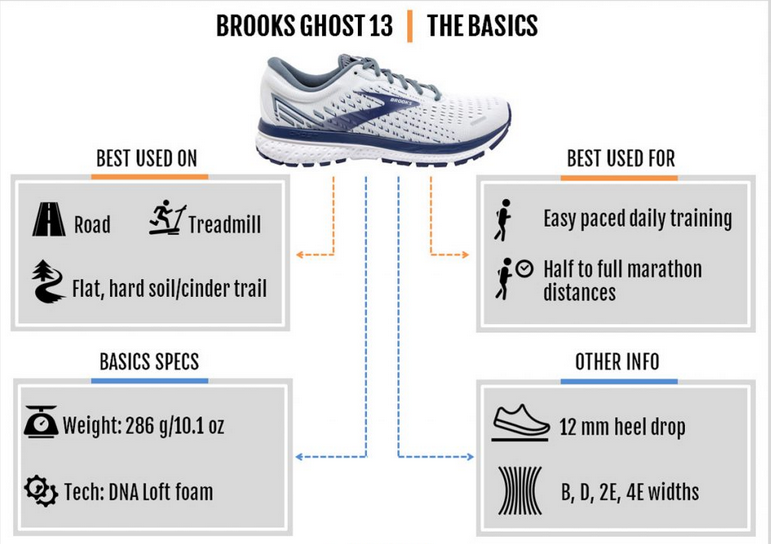 BROOKS GHOST 13 | THE BASICS
BROOKS
BEST USED ON
Road
Treadmill
Flat, hard soil/cinder trail
BEST USED FOR
Easy paced daily training
Half to full marathon
distances
BASICS SPECS
Weight: 286 g/10.1 oz
Tech: DNA Loft foam
OTHER INFO
12 mm heel drop
B, D, 2E, 4E widths